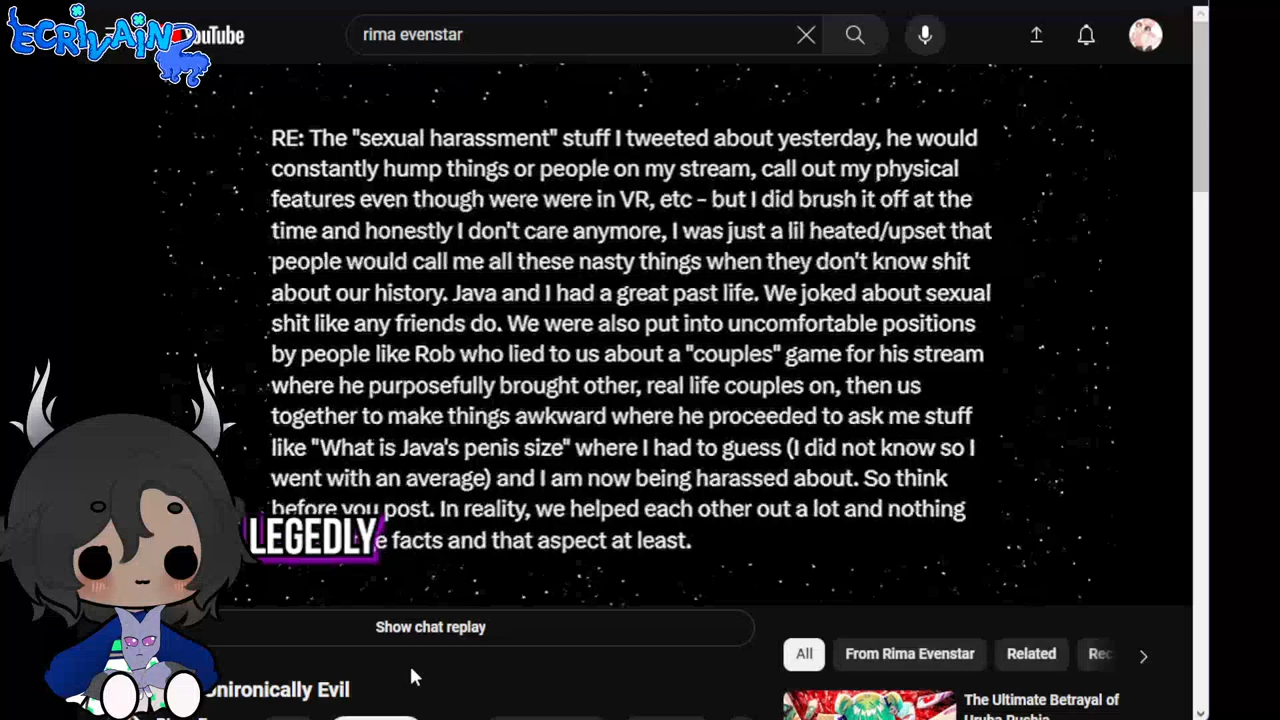 ECRIVAIN
YouTube
rima evenstar
RE: The "sexual harassment" stuff I tweeted about yesterday, he would
constantly hump things or people on my stream, call out my physical
features even though were were in VR, etc - but I did brush it off at the
time and honestly I don't care anymore, I was just a lil heated/upset that
people would call me all these nasty things when they don't know shit
about our history. Java and I had a great past life. We joked about sexual
shit like any friends do. We were also put into uncomfortable positions
by people like Rob who lied to us about a "couples" game for his stream
where he purposefully brought other, real life couples on, then us
together to make things awkward where he proceeded to ask me stuff
like "What is Java's penis size" where I had to guess (I did not know so I
went with an average) and I am now being harassed about. So think
before you post. In reality, we helped each other out a lot and nothing
LEGEDLY
facts and that aspect at least.
Show chat replay
All
From Rima Evenstar
Related
Rec
Unironically Evil
The Ultimate Betrayal of